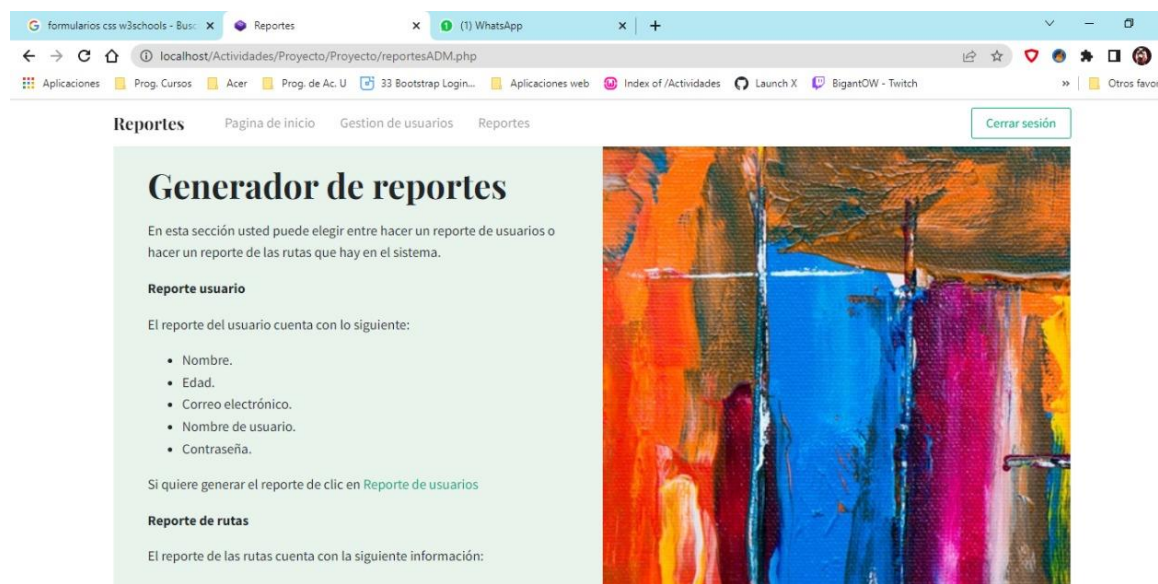 formularios css w3schools - Busc
Reportes
(1) WhatsApp
localhost/Actividades/Proyecto/Proyecto/reportesADM.php
Aplicaciones
Prog. Cursos
Acer
Prog. de Ac. U
33 Bootstrap Login...
Aplicaciones web
Index of /Actividades
Launch X
BigantOW - Twitch
»
Otros favor
Reportes
Pagina de inicio
Gestion de usuarios
Reportes
Cerrar sesión
Generador de reportes
En esta sección usted puede elegir entre hacer un reporte de usuarios o
hacer un reporte de las rutas que hay en el sistema.
Reporte usuario
El reporte del usuario cuenta con lo siguiente:
• Nombre.
• Edad.
• Correo electrónico.
• Nombre de usuario.
• Contraseña.
Si quiere generar el reporte de clic en Reporte de usuarios
Reporte de rutas
El reporte de las rutas cuenta con la siguiente información: